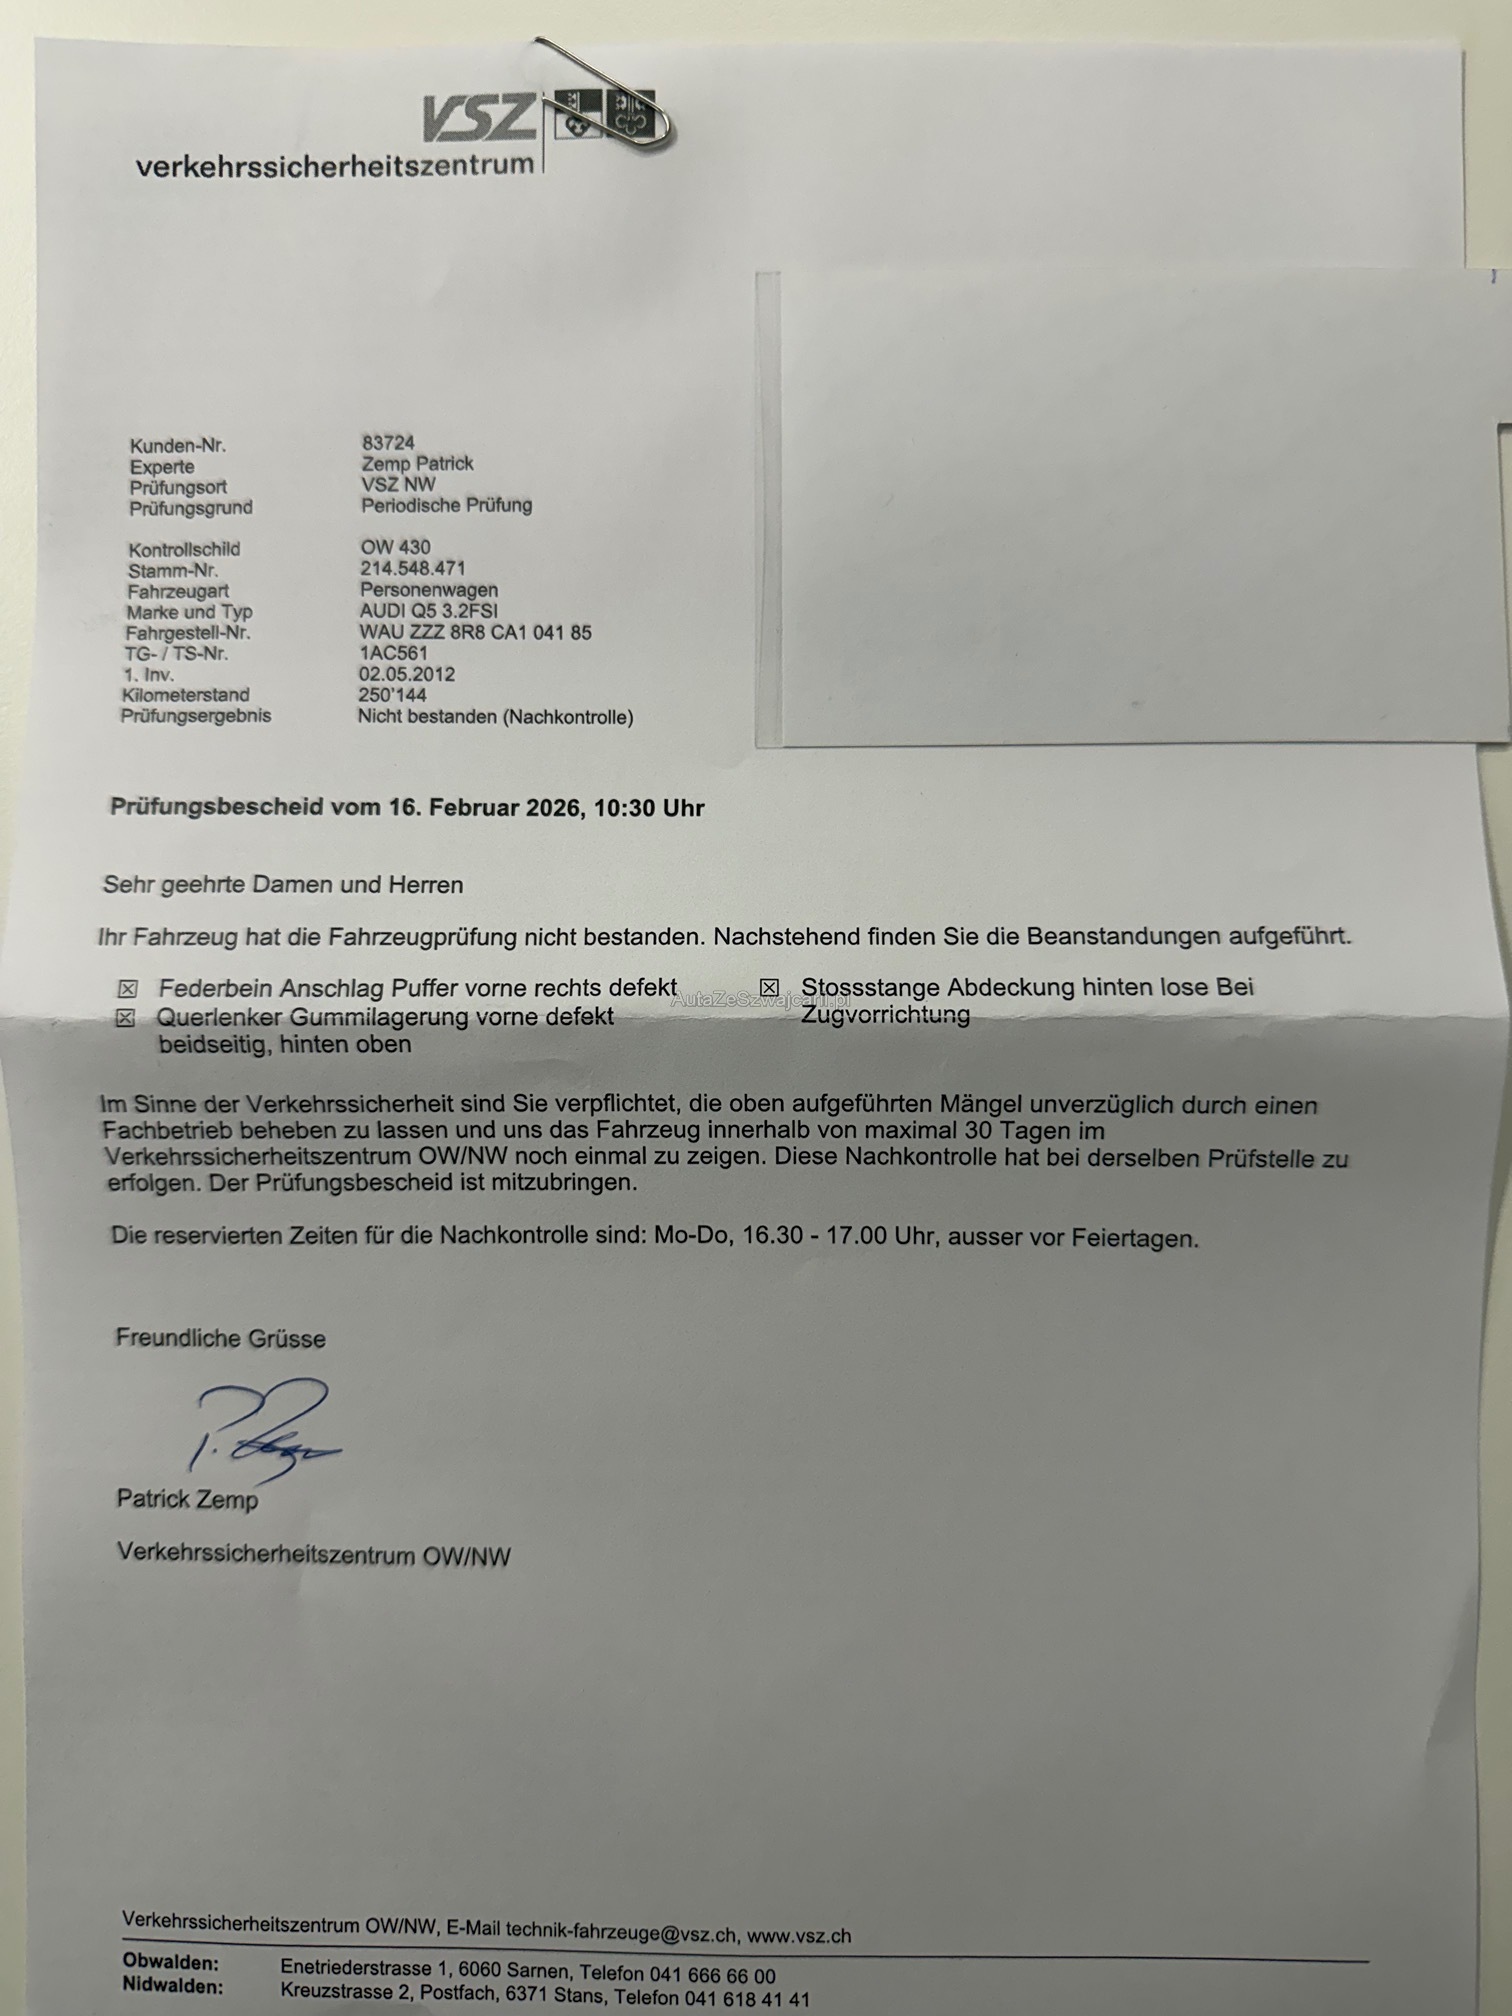 VSZ
verkehrssicherheitszentrum
Kunden-Nr. 83724
Experte Zemp Patrick
Prüfungsort VSZ NW
Prüfungsgrund Periodische Prüfung
Kontrollschild OW 430
Stamm-Nr. 214.548.471
Fahrzeugart Personenwagen
Marke und Typ AUDI Q5 3.2FSI
Fahrgestell-Nr. WAU ZZZ 8R8 CA1 041 85
TG- / TS-Nr. 1AC561
1. Inv. 02.05.2012
Kilometerstand 250'144
Prüfungsergebnis Nicht bestanden (Nachkontrolle)
Prüfungsbescheid vom 16. Februar 2026, 10:30 Uhr
Sehr geehrte Damen und Herren
Ihr Fahrzeug hat die Fahrzeugprüfung nicht bestanden. Nachstehend finden Sie die Beanstandungen aufgeführt.
☒ Federbein Anschlag Puffer vorne rechts defekt
☒ Querlenker Gummilagerung vorne defekt
beidseitig, hinten oben
☒ Stossstange Abdeckung hinten lose Bei
Zugvorrichtung
AutaZeSzwajcarii.pl
Im Sinne der Verkehrssicherheit sind Sie verpflichtet, die oben aufgeführten Mängel unverzüglich durch einen
Fachbetrieb beheben zu lassen und uns das Fahrzeug innerhalb von maximal 30 Tagen im
Verkehrssicherheitszentrum OW/NW noch einmal zu zeigen. Diese Nachkontrolle hat bei derselben Prüfstelle zu
erfolgen. Der Prüfungsbescheid ist mitzubringen.
Die reservierten Zeiten für die Nachkontrolle sind: Mo-Do, 16.30 - 17.00 Uhr, ausser vor Feiertagen.
Freundliche Grüsse
Patrick Zemp
Verkehrssicherheitszentrum OW/NW
Verkehrssicherheitszentrum OW/NW, E-Mail technik-fahrzeuge@vsz.ch, www.vsz.ch
Obwalden: Enetriederstrasse 1, 6060 Sarnen, Telefon 041 666 66 00
Nidwalden: Kreuzstrasse 2, Postfach, 6371 Stans, Telefon 041 618 41 41